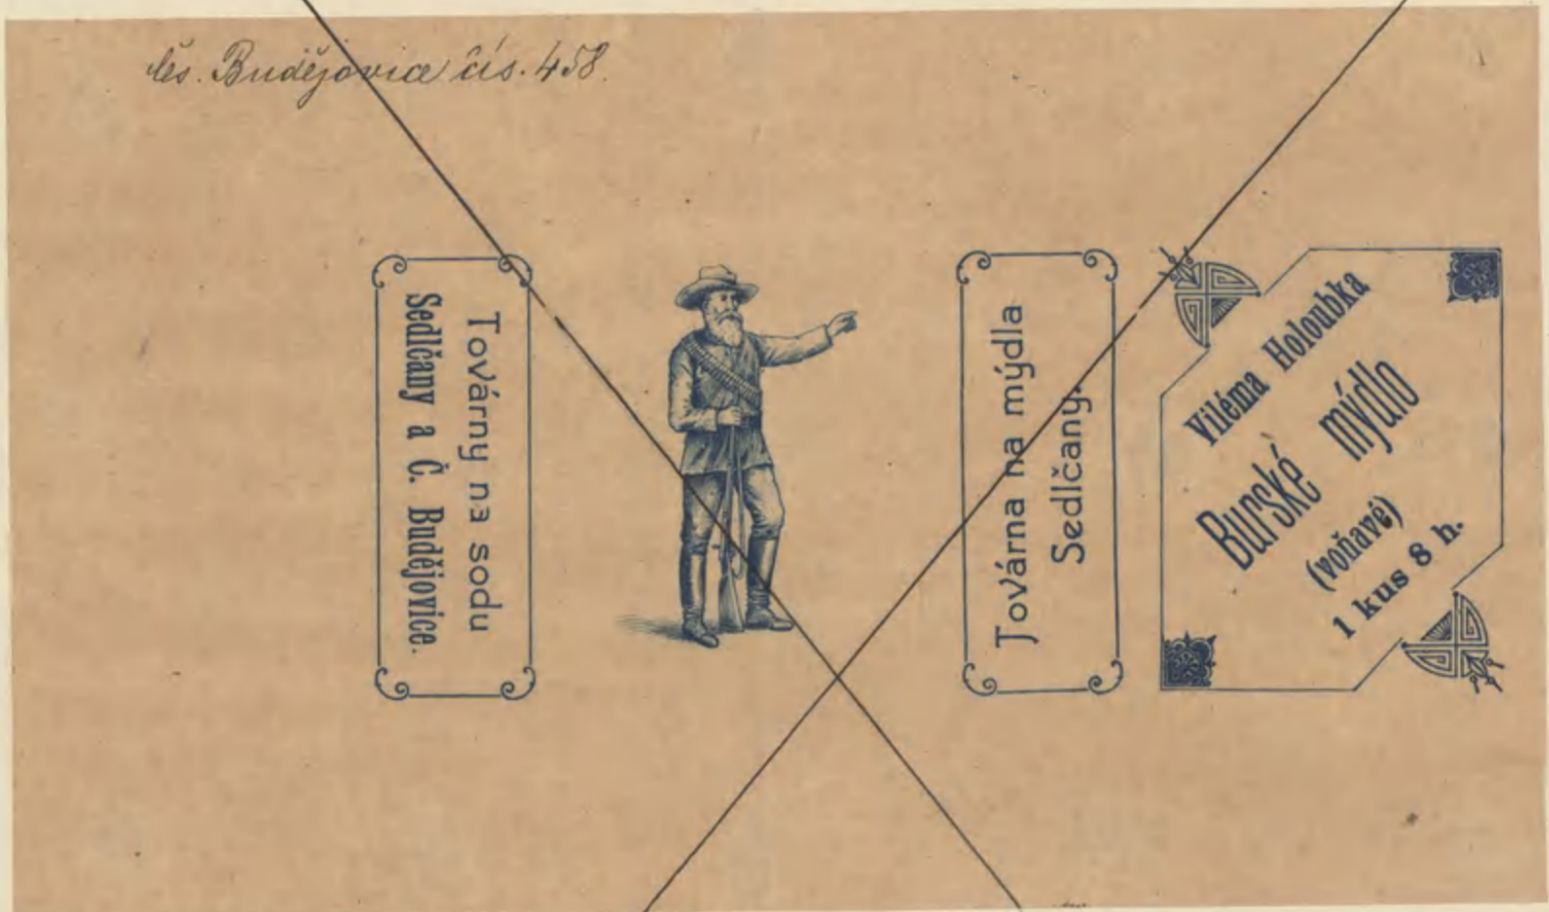 čes. Budějovice čís. 458.
Továrny na sodu
Sedlčany a Č. Budějovice.
Továrna na mýdla
Sedlčany.
Viléma Holoubka
Burské mýdlo
(voňavé)
1 kus 8 h.